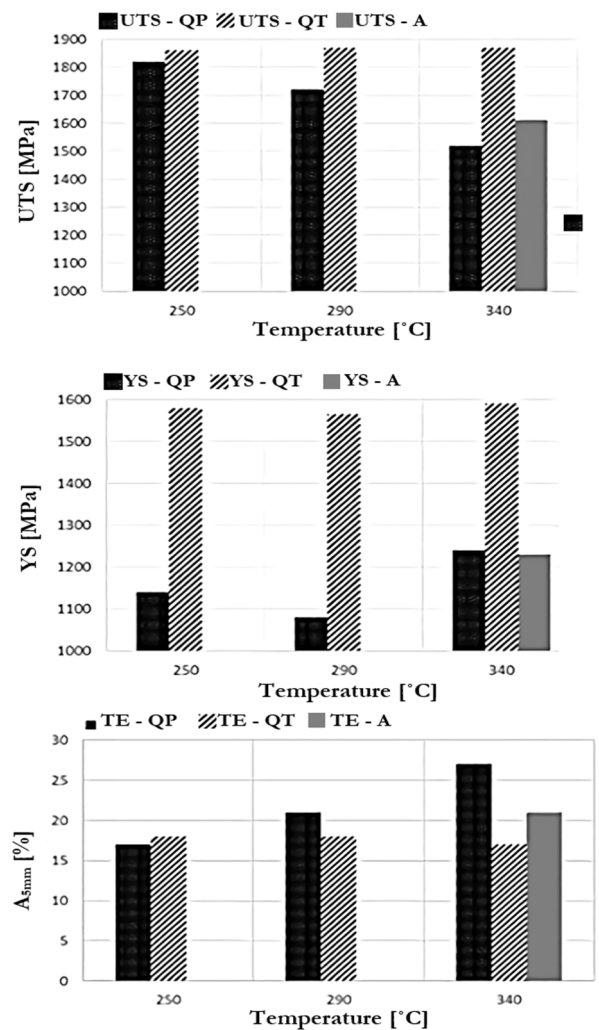 UTS - QP UTS - QT UTS - A
1900
1800
1700
1600
1500
1400
1300
1200
1100
1000
UTS [MPa]
250 290 340
Temperature [˚C]
YS - QP YS - QT YS - A
1600
1500
1400
1300
1200
1100
1000
YS [MPa]
250 290 340
Temperature [˚C]
TE - QP TE - QT TE - A
30
25
20
15
10
5
0
A5mm [%]
250 290 340
Temperature [˚C]